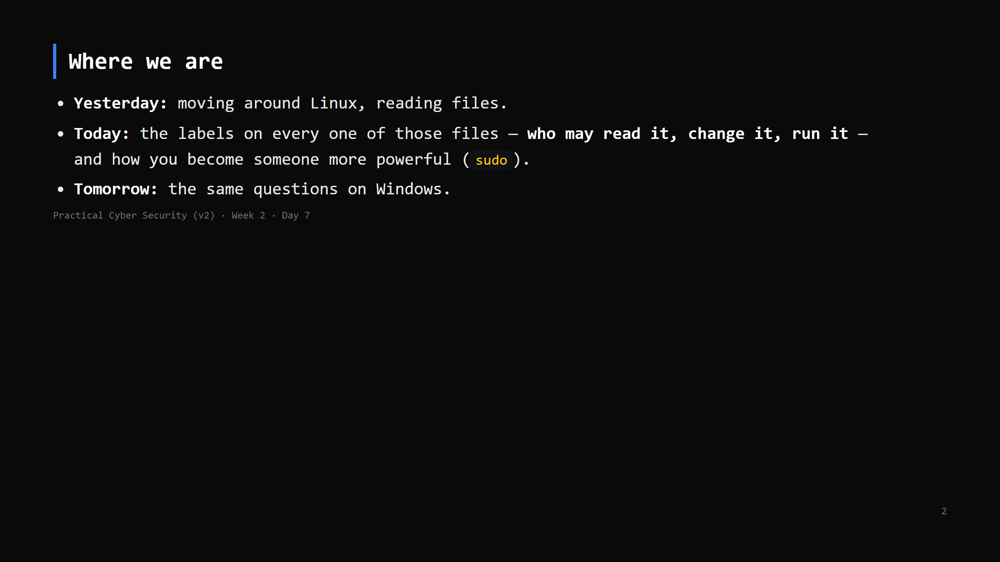 Where we are
• Yesterday: moving around Linux, reading files.
• Today: the labels on every one of those files — who may read it, change it, run it —
and how you become someone more powerful (sudo).
• Tomorrow: the same questions on Windows.
Practical Cyber Security (v2) · Week 2 · Day 7
2